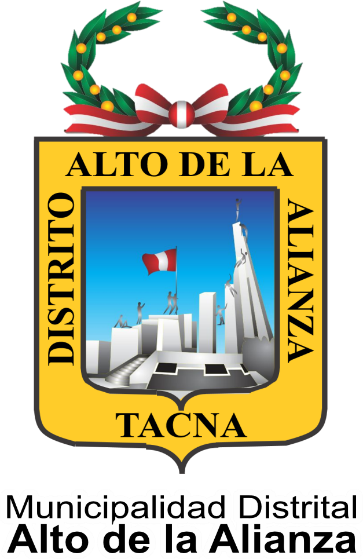 ALTO DE LA
DISTRITO
ALIANZA
TACNA
Municipalidad Distrital
Alto de la Alianza